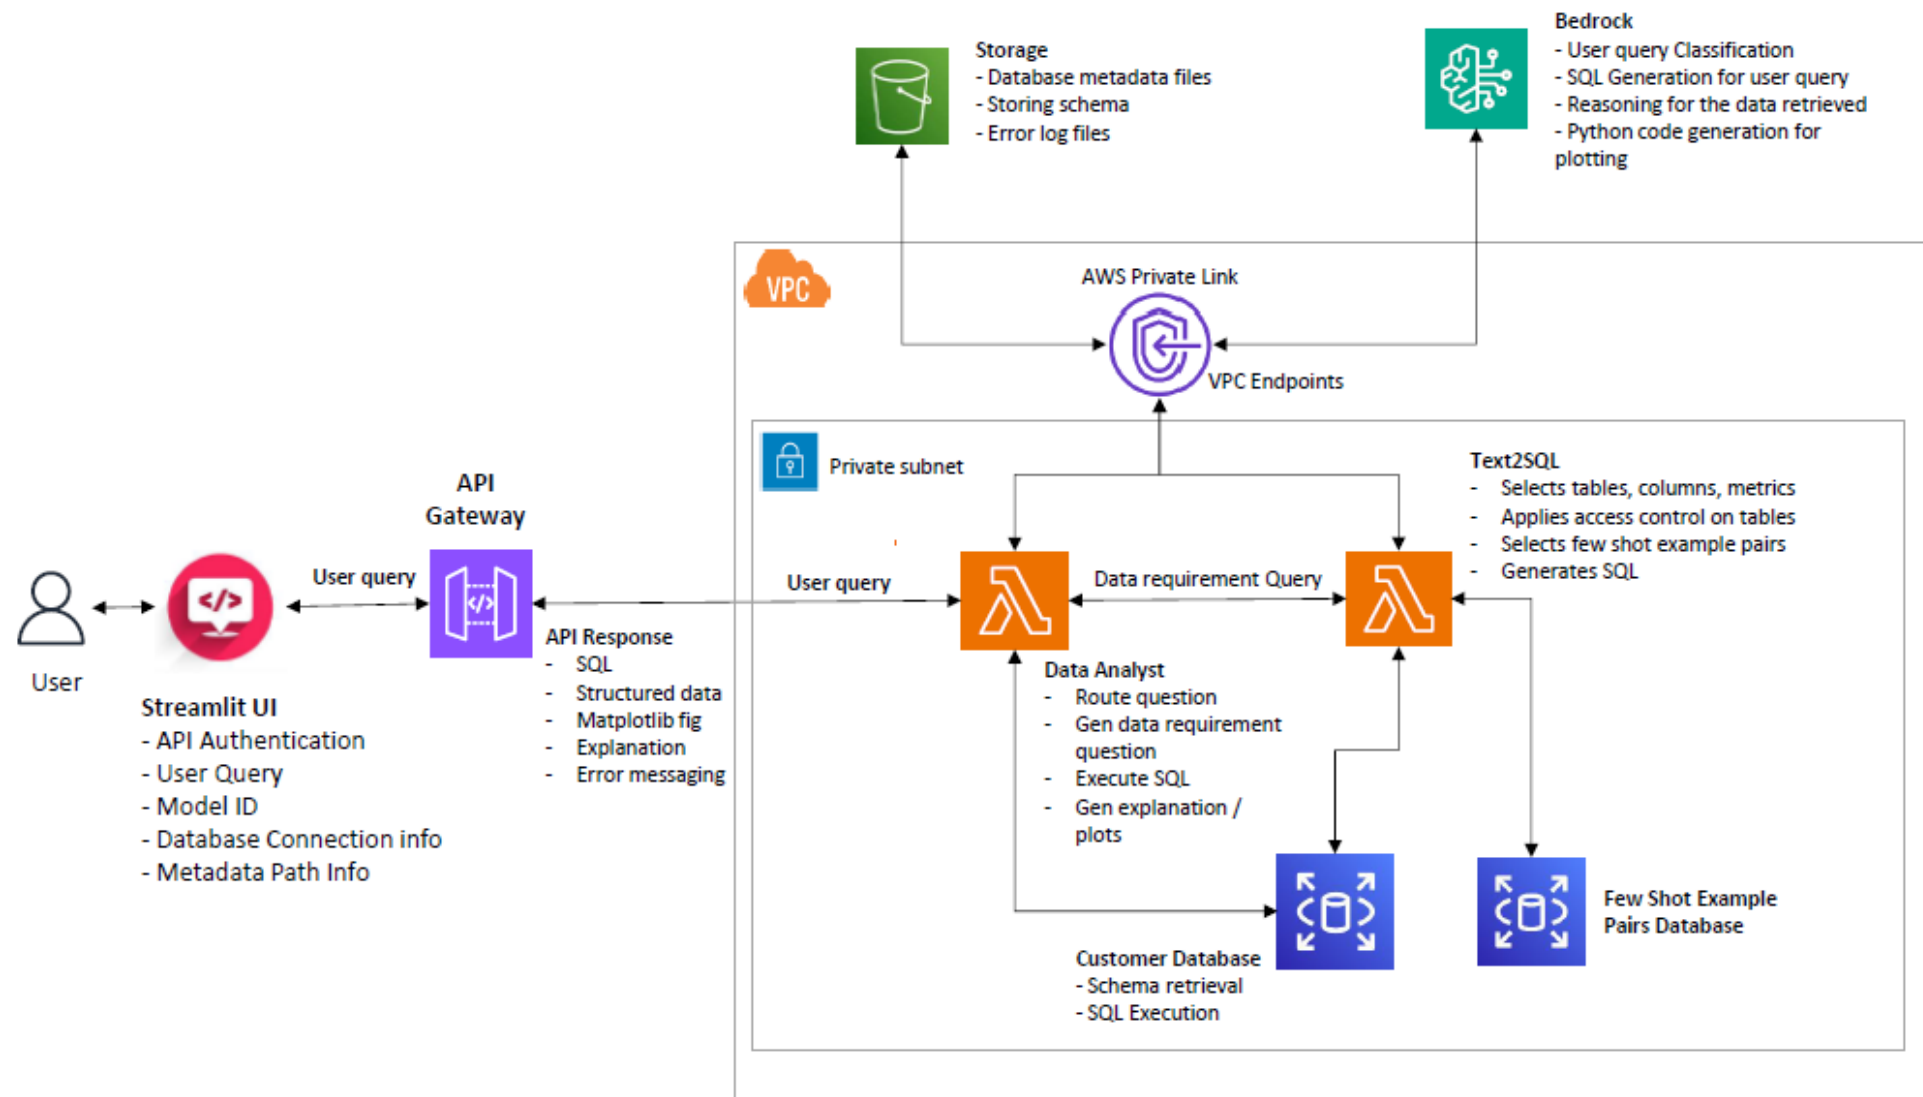 Storage
- Database metadata files
- Storing schema
- Error log files
Bedrock
- User query Classification
- SQL Generation for user query
- Reasoning for the data retrieved
- Python code generation for
plotting
VPC
AWS Private Link
VPC Endpoints
Private subnet
Text2SQL
- Selects tables, columns, metrics
- Applies access control on tables
- Selects few shot example pairs
- Generates SQL
API
Gateway
User query
User query
Data requirement Query
User
Streamlit UI
- API Authentication
- User Query
- Model ID
- Database Connection info
- Metadata Path Info
API Response
- SQL
- Structured data
- Matplotlib fig
- Explanation
- Error messaging
Data Analyst
- Route question
- Gen data requirement
question
- Execute SQL
- Gen explanation /
plots
Customer Database
- Schema retrieval
- SQL Execution
Few Shot Example
Pairs Database